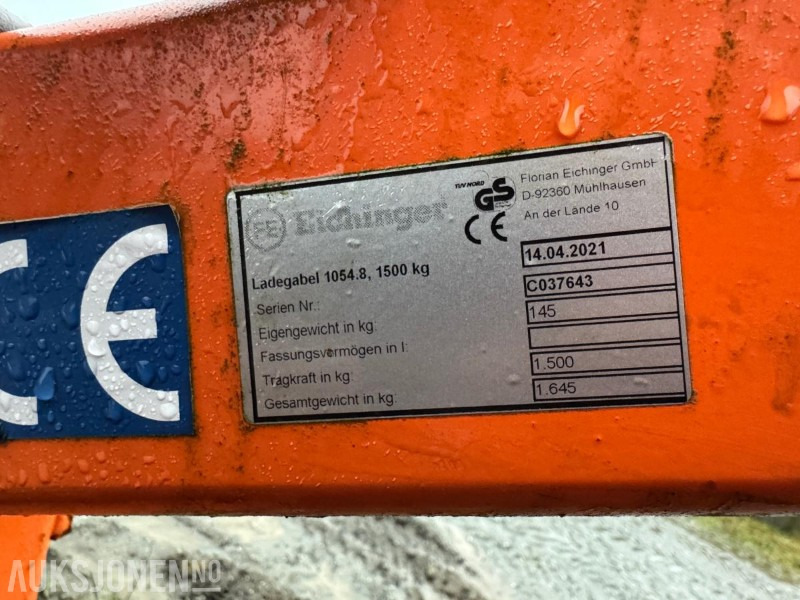 CE
EE Eichinger
TÜV NORD
GS
CE
Florian Eichinger GmbH
D-92360 Mühlhausen
An der Lände 10
Ladegabel 1054.8, 1500 kg 14.04.2021
Serien Nr.: C037643
Eigengewicht in kg: 145
Fassungsvermögen in l:
Tragkraft in kg: 1.500
Gesamtgewicht in kg: 1.645
AUKSJONEN.NO